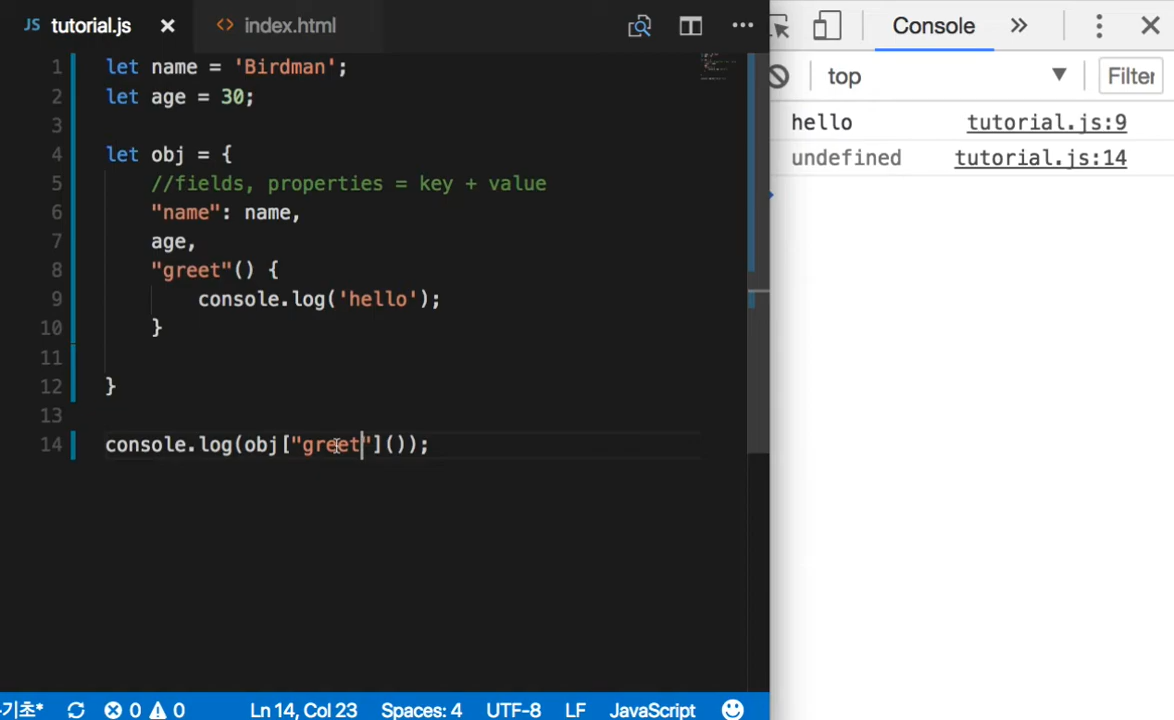 JS tutorial.js × <> index.html ···
1 let name = 'Birdman';
2 let age = 30;
3
4 let obj = {
5 //fields, properties = key + value
6 "name": name,
7 age,
8 "greet"() {
9 console.log('hello');
10 }
11
12 }
13
14 console.log(obj["greet"]());
기초* 0 0 Ln 14, Col 23 Spaces: 4 UTF-8 LF JavaScript
Console »
top Filter
hello tutorial.js:9
undefined tutorial.js:14